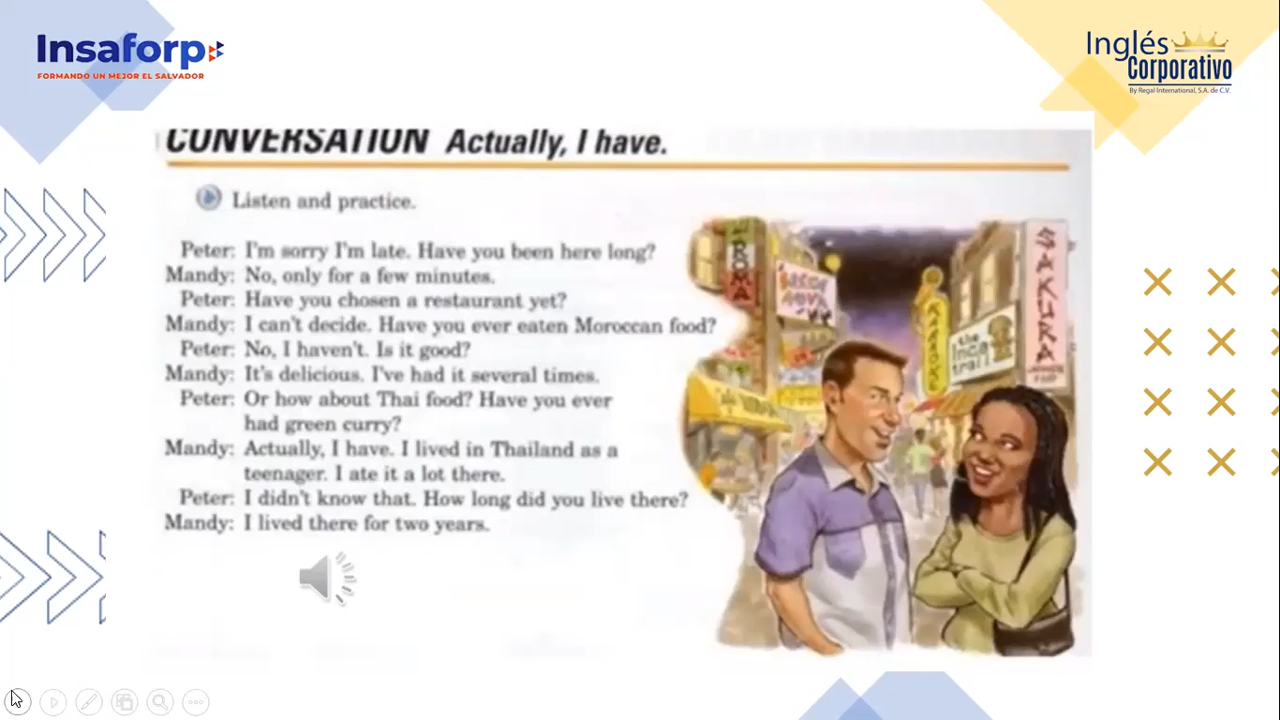 Insaforp
FORMANDO UN MEJOR EL SALVADOR
Inglés
Corporativo
By Regal International, S.A. de C.V.
CONVERSATION Actually, I have.
Listen and practice.
Peter: I'm sorry I'm late. Have you been here long?
Mandy: No, only for a few minutes.
Peter: Have you chosen a restaurant yet?
Mandy: I can't decide. Have you ever eaten Moroccan food?
Peter: No, I haven't. Is it good?
Mandy: It's delicious. I've had it several times.
Peter: Or how about Thai food? Have you ever
had green curry?
Mandy: Actually, I have. I lived in Thailand as a
teenager. I ate it a lot there.
Peter: I didn't know that. How long did you live there?
Mandy: I lived there for two years.
ROMA
KARAOKE
the
Inca
trail
SAKURA